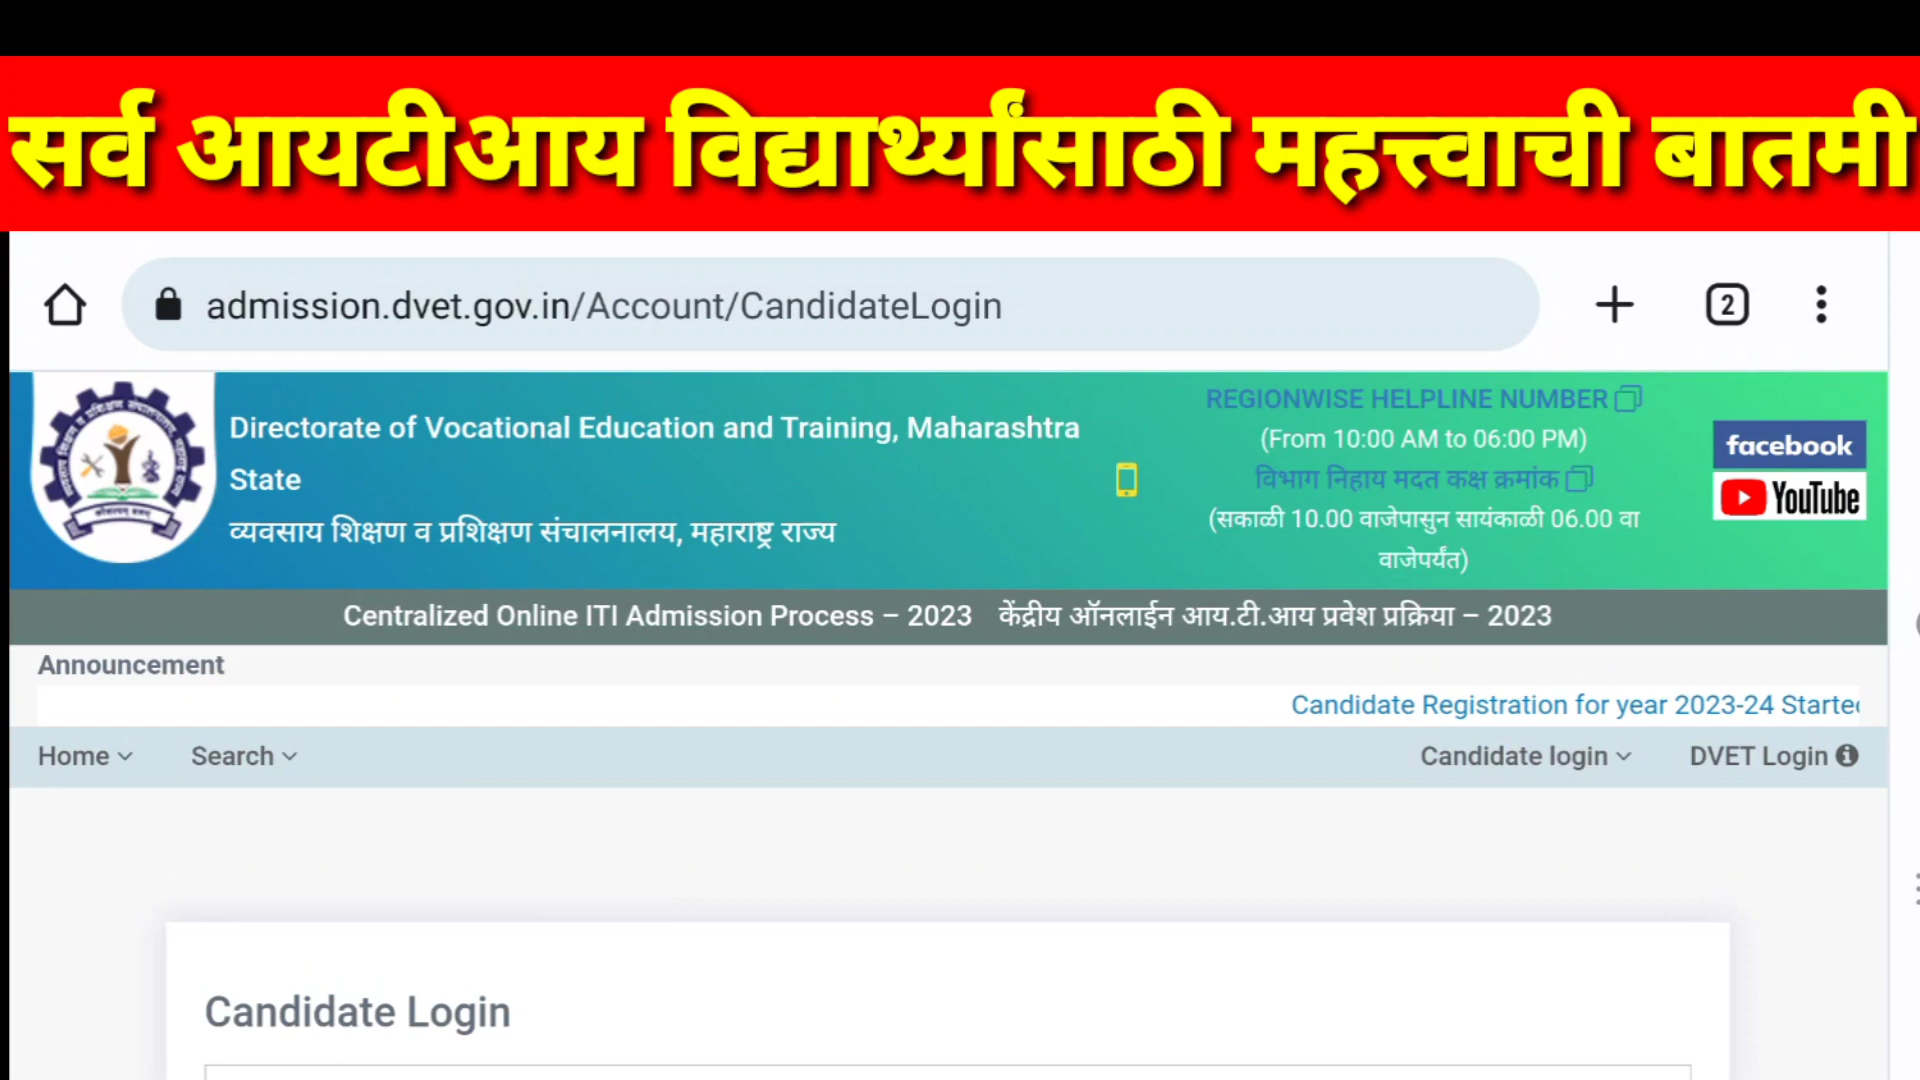 सर्व आयटीआय विद्यार्थ्यांसाठी महत्त्वाची बातमी
admission.dvet.gov.in/Account/CandidateLogin
2
Directorate of Vocational Education and Training, Maharashtra
State
व्यवसाय शिक्षण व प्रशिक्षण संचालनालय, महाराष्ट्र राज्य
REGIONWISE HELPLINE NUMBER
(From 10:00 AM to 06:00 PM)
विभाग निहाय मदत कक्ष क्रमांक
(सकाळी 10.00 वाजेपासुन सायंकाळी 06.00 वा
वाजेपर्यंत)
facebook
YouTube
Centralized Online ITI Admission Process – 2023 केंद्रीय ऑनलाईन आय.टी.आय प्रवेश प्रक्रिया – 2023
Announcement
Candidate Registration for year 2023-24 Started
Home Search Candidate login DVET Login
Candidate Login